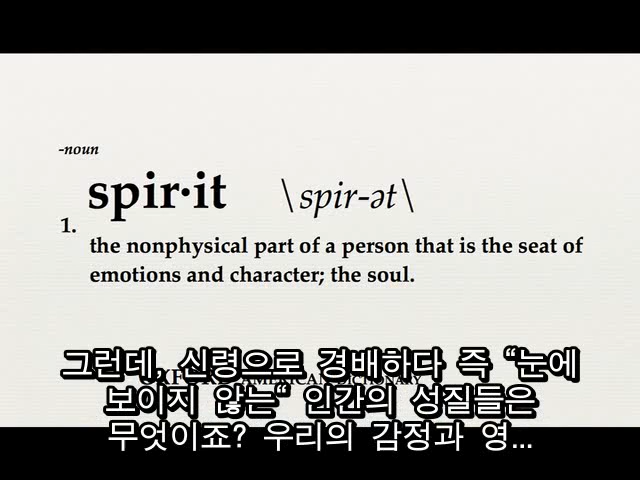 -noun
spir·it \spir-ət\
1.
the nonphysical part of a person that is the seat of
emotions and character; the soul.
AMERICAN DICTIONARY
그런데, 신령으로 경배하다 즉 “눈에
보이지 않는“ 인간의 성질들은
무엇이죠? 우리의 감정과 영...